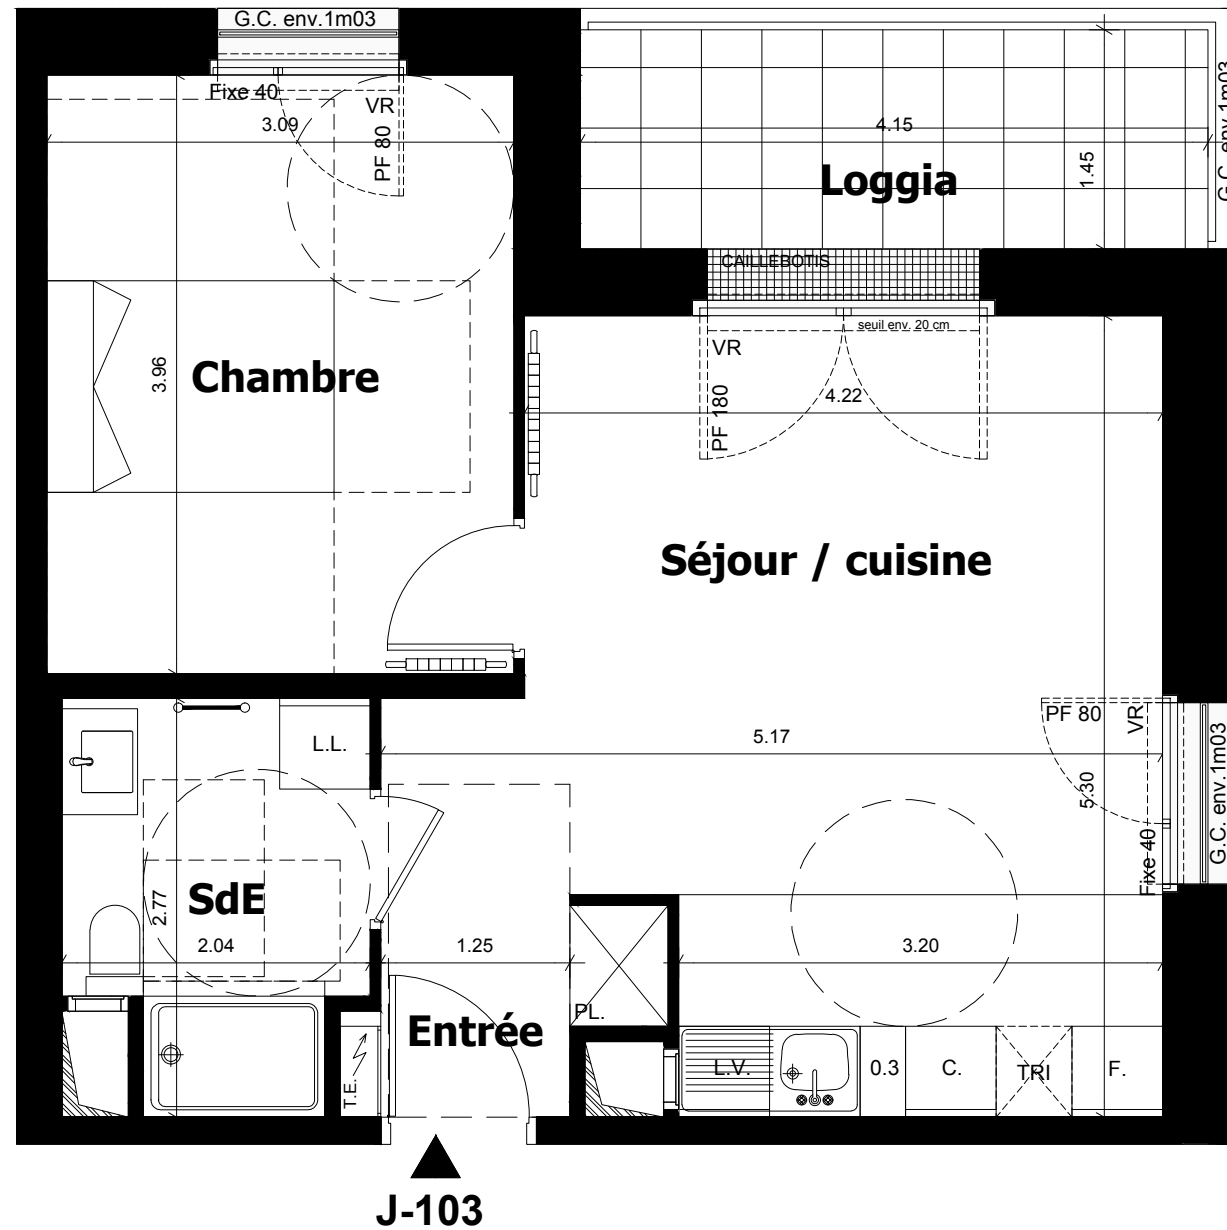 G.C. env.1m03
Fixe 40
VR
3.09
PF 80
4.15
1.45
G.C. env.1m03
Loggia
CAILLEBOTIS
seuil env. 20 cm
VR
PF 180
4.22
3.96
Chambre
Séjour / cuisine
L.L.
5.17
PF 80
VR
5.30
G.C. env.1m03
Fixe 40
SdE
2.77
2.04
1.25
3.20
PL.
Entrée
T.E.
L.V.
0.3
C.
TRI
F.
J-103